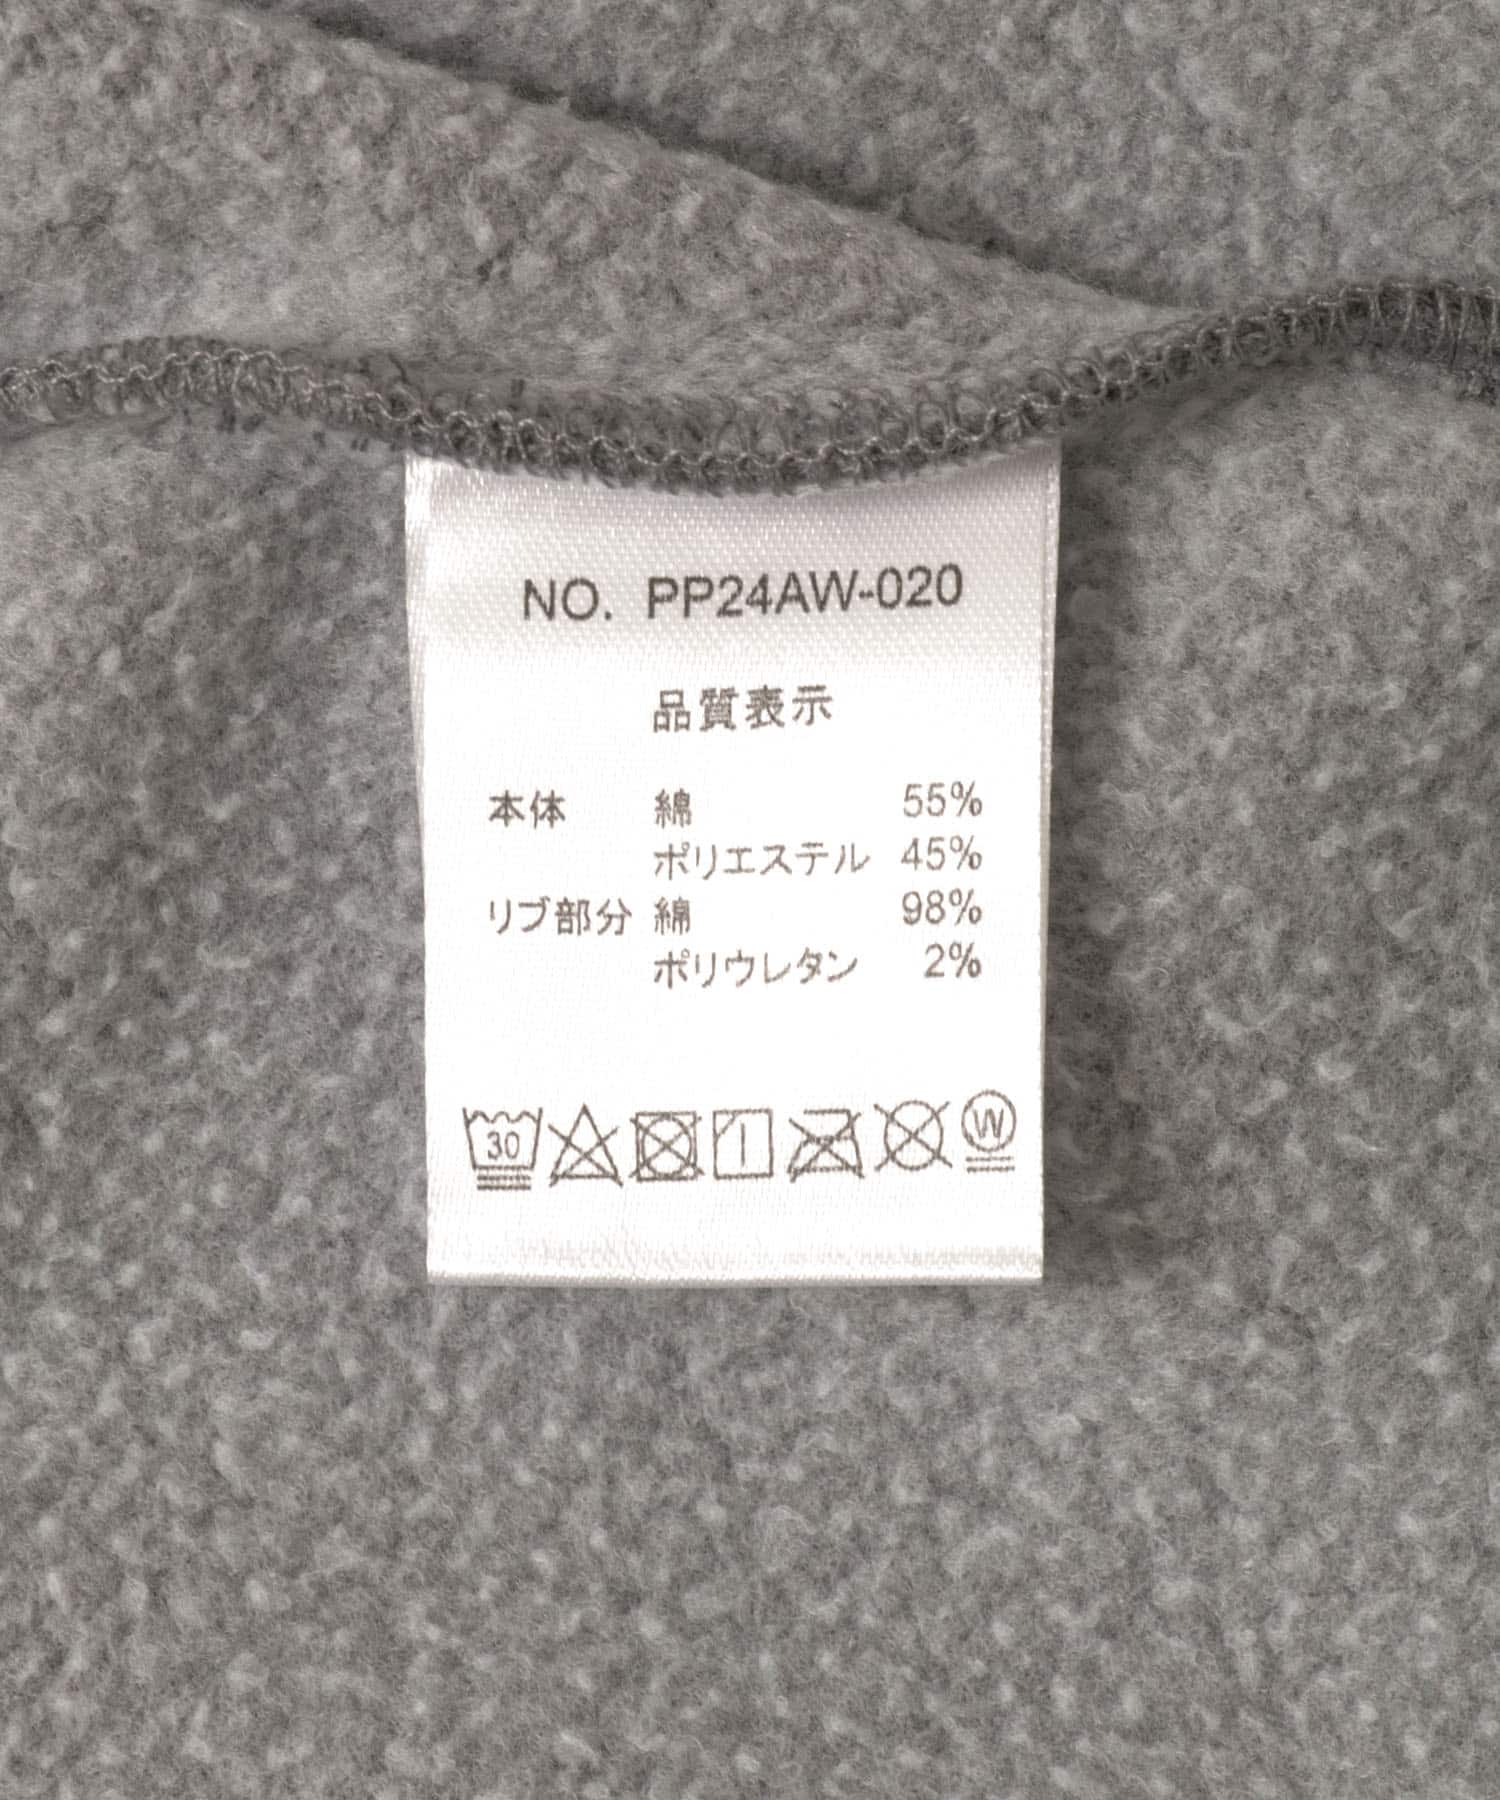 NO. PP24AW-020
品質表示
本体 綿 55%
ポリエステル 45%
リブ部分 綿 98%
ポリウレタン 2%
30 W